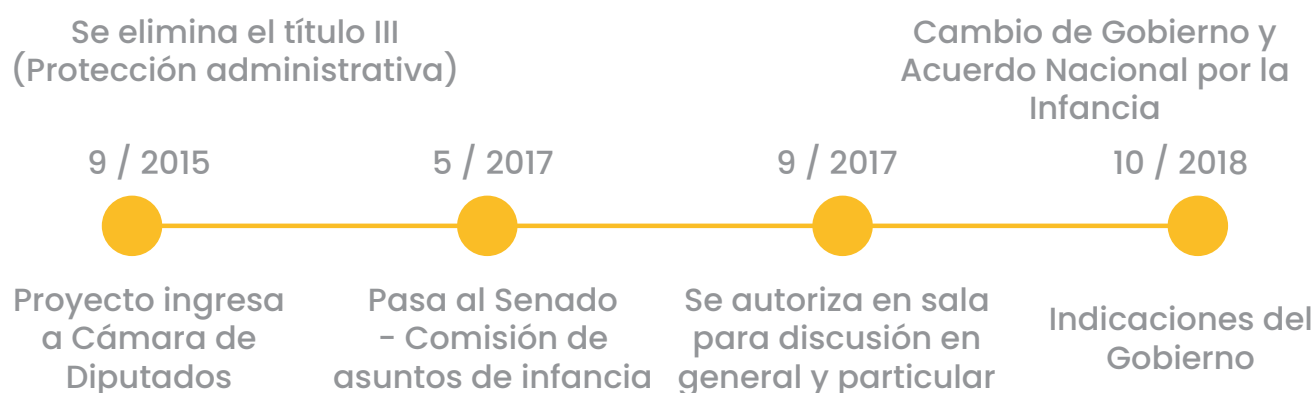 Se elimina el título III
(Protección administrativa)
Cambio de Gobierno y
Acuerdo Nacional por la
Infancia
9 / 2015
5 / 2017
9 / 2017
10 / 2018
Proyecto ingresa
a Cámara de
Diputados
Pasa al Senado
- Comisión de
asuntos de infancia
Se autoriza en sala
para discusión en
general y particular
Indicaciones del
Gobierno